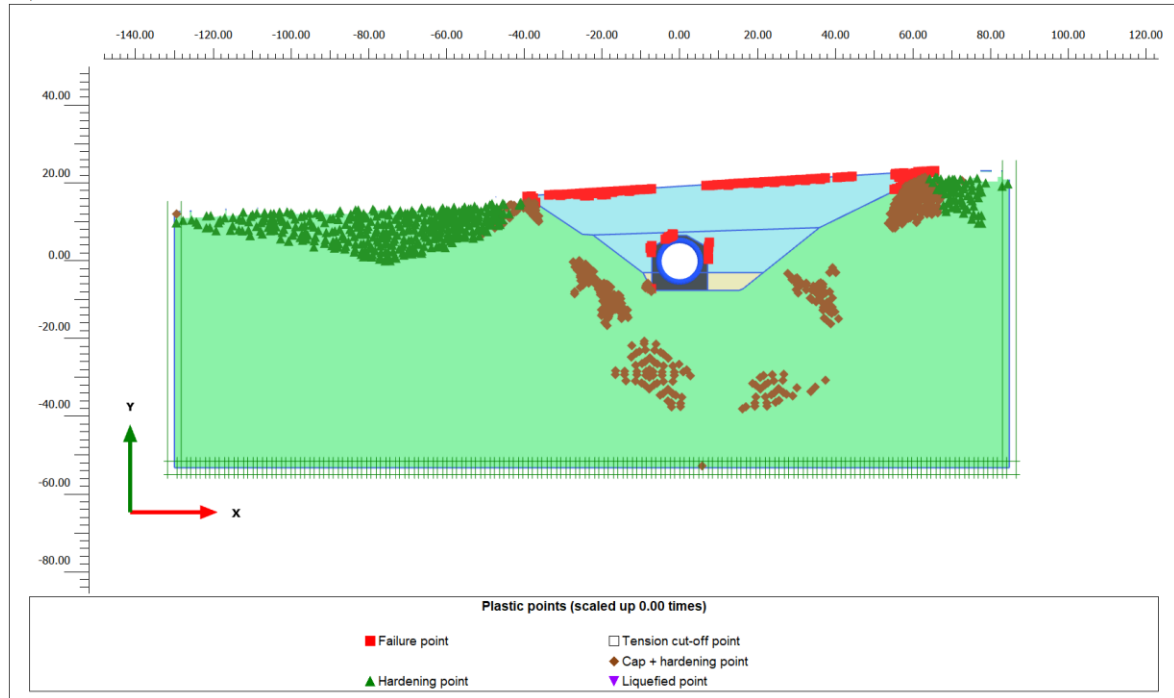 -140.00 -120.00 -100.00 -80.00 -60.00 -40.00 -20.00 0.00 20.00 40.00 60.00 80.00 100.00 120.00
40.00
20.00
0.00
-20.00
-40.00
Y
-60.00
X
-80.00
Plastic points (scaled up 0.00 times)
Failure point Tension cut-off point
Cap + hardening point
Hardening point Liquefied point